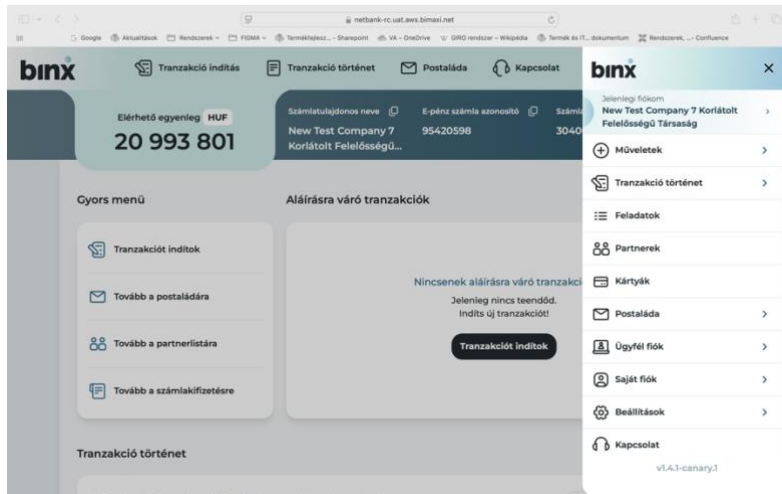 netbank-rc.uat.aws.bimaxi.net
Google Aktualitások Rendszerek FIGMA Termékfejlesz... - Sharepoint VA – OneDrive GIRO rendszer – Wikipédia Termék és IT... dokumentum Rendszerek, ... - Confluence
binx
Tranzakció indítás
Tranzakció történet
Postaláda
Kapcsolat
Elérhető egyenleg HUF
20 993 801
Számlatulajdonos neve
New Test Company 7
Korlátolt Felelősségű...
E-pénz számla azonosító
95420598
Száml
3040
Gyors menü
Tranzakciót indítok
Tovább a postaládára
Tovább a partnerlistára
Tovább a számlakifizetésre
Aláírásra váró tranzakciók
Nincsenek aláírásra váró tranzakci
Jelenleg nincs teendőd.
Indíts új tranzakciót!
Tranzakciót indítok
Tranzakció történet
binx
Jelenlegi fiókom
New Test Company 7 Korlátolt
Felelősségű Társaság
Műveletek
Tranzakció történet
Feladatok
Partnerek
Kártyák
Postaláda
Ügyfél fiók
Saját fiók
Beállítások
Kapcsolat
v1.4.1-canary.1